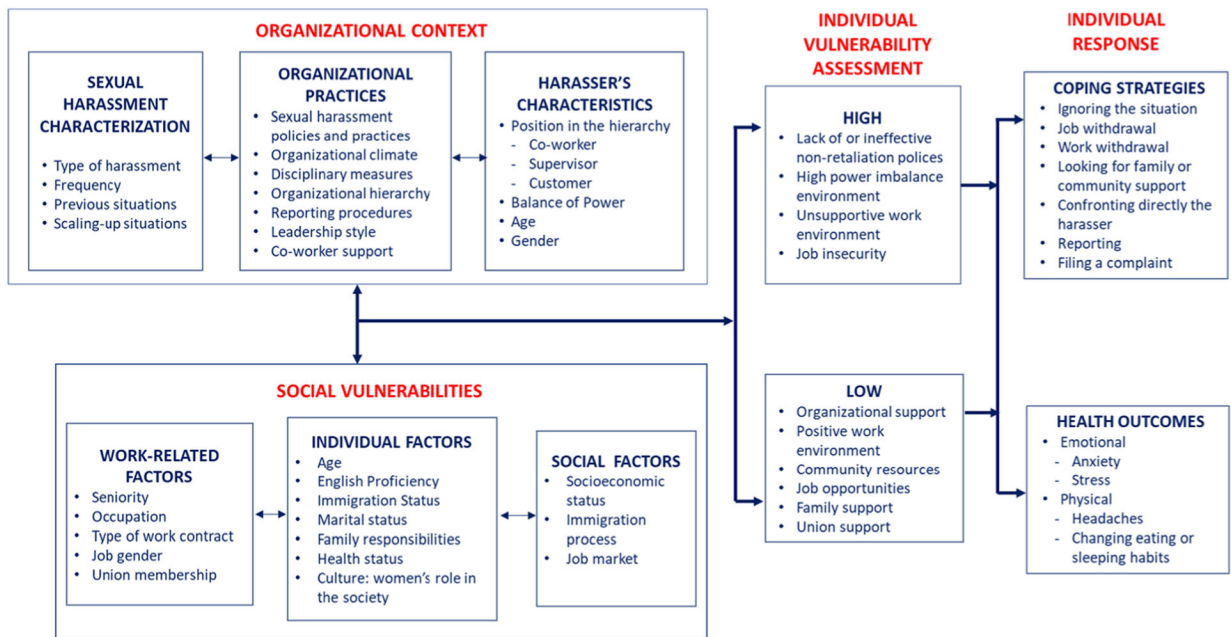 ORGANIZATIONAL CONTEXT
SEXUAL
HARASSMENT
CHARACTERIZATION
• Type of harassment
• Frequency
• Previous situations
• Scaling-up situations
ORGANIZATIONAL
PRACTICES
• Sexual harassment
policies and practices
• Organizational climate
• Disciplinary measures
• Organizational hierarchy
• Reporting procedures
• Leadership style
• Co-worker support
HARASSER'S
CHARACTERISTICS
• Position in the hierarchy
- Co-worker
- Supervisor
- Customer
• Balance of Power
• Age
• Gender
SOCIAL VULNERABILITIES
WORK-RELATED
FACTORS
• Seniority
• Occupation
• Type of work contract
• Job gender
• Union membership
INDIVIDUAL FACTORS
• Age
• English Proficiency
• Immigration Status
• Marital status
• Family responsibilities
• Health status
• Culture: women's role in
the society
SOCIAL FACTORS
• Socioeconomic
status
• Immigration
process
• Job market
INDIVIDUAL
VULNERABILITY
ASSESSMENT
HIGH
• Lack of or ineffective
non-retaliation polices
• High power imbalance
environment
• Unsupportive work
environment
• Job insecurity
LOW
• Organizational support
• Positive work
environment
• Community resources
• Job opportunities
• Family support
• Union support
INDIVIDUAL
RESPONSE
COPING STRATEGIES
• Ignoring the situation
• Job withdrawal
• Work withdrawal
• Looking for family or
community support
• Confronting directly the
harasser
• Reporting
• Filing a complaint
HEALTH OUTCOMES
• Emotional
- Anxiety
- Stress
• Physical
- Headaches
- Changing eating or
sleeping habits